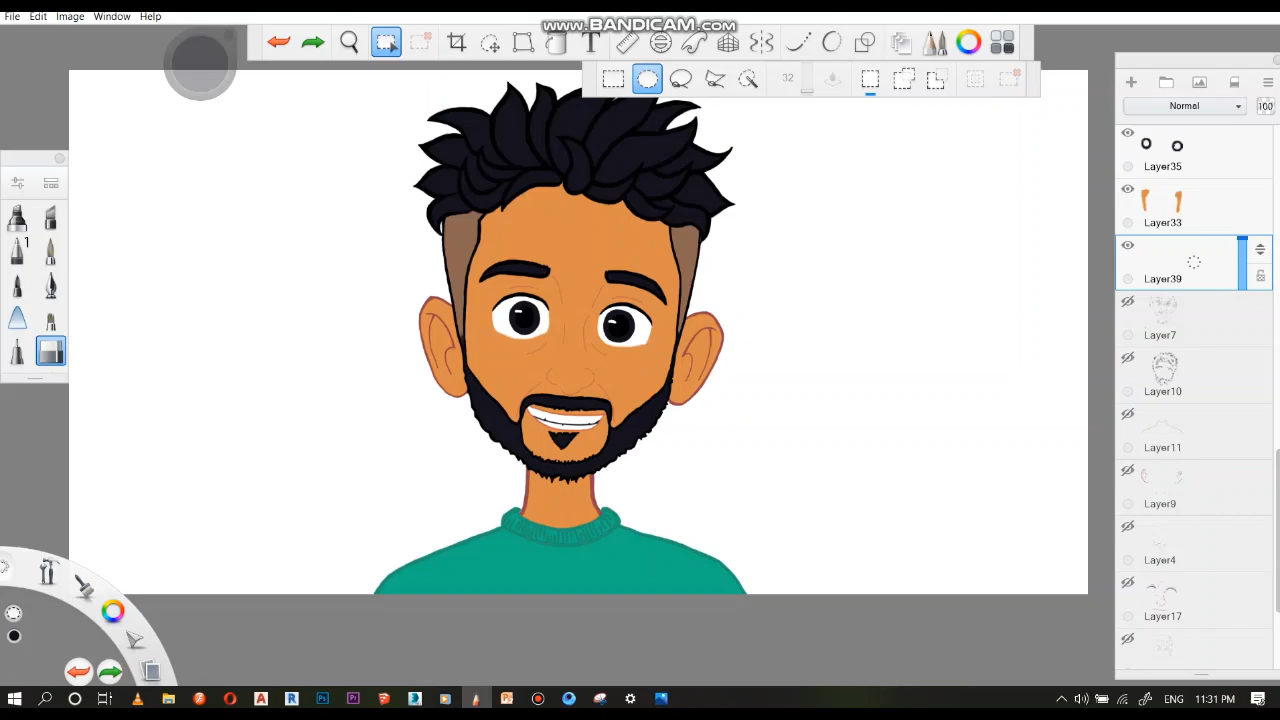 File Edit Image Window Help
www.BANDICAM.com
T
32
Normal
100
Layer35
Layer33
Layer39
Layer7
Layer10
Layer11
Layer9
Layer4
Layer17
1
ENG 11:31 PM